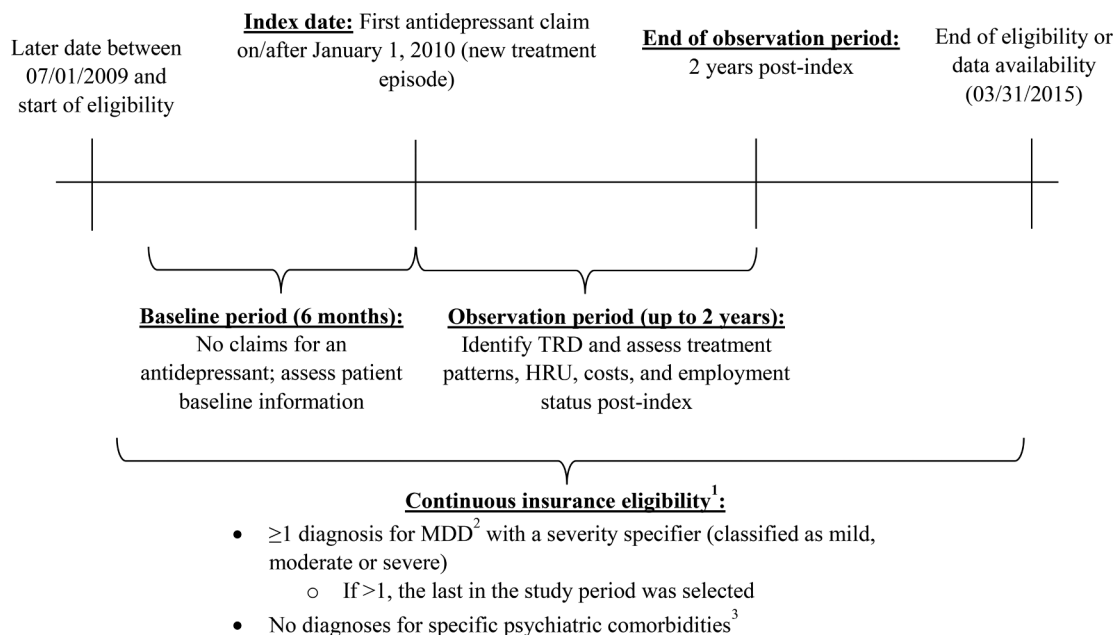 Later date between
07/01/2009 and
start of eligibility
Index date: First antidepressant claim
on/after January 1, 2010 (new treatment
episode)
End of observation period:
2 years post-index
End of eligibility or
data availability
(03/31/2015)
Baseline period (6 months):
No claims for an
antidepressant; assess patient
baseline information
Observation period (up to 2 years):
Identify TRD and assess treatment
patterns, HRU, costs, and employment
status post-index
Continuous insurance eligibility¹:
• ≥1 diagnosis for MDD² with a severity specifier (classified as mild,
moderate or severe)
o If >1, the last in the study period was selected
• No diagnoses for specific psychiatric comorbidities³